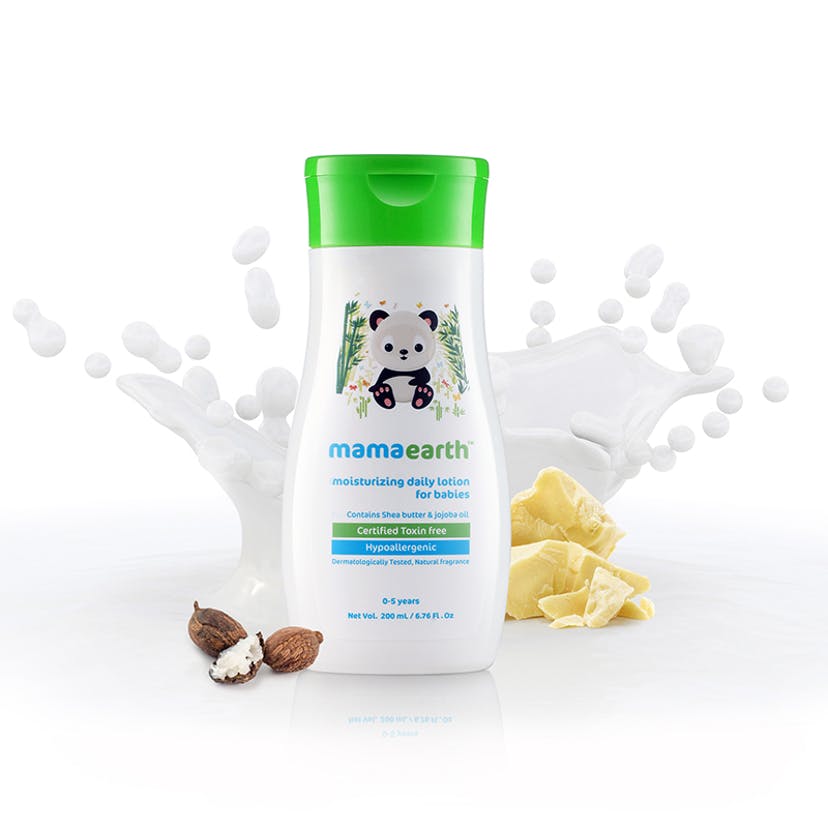 mamaearth™
moisturizing daily lotion
for babies
Contains Shea butter & jojoba oil
Certified Toxin free
Hypoallergenic
Dermatologically Tested, Natural fragrance
0-5 years
Net Vol. 200 mL / 6.76 Fl. Oz